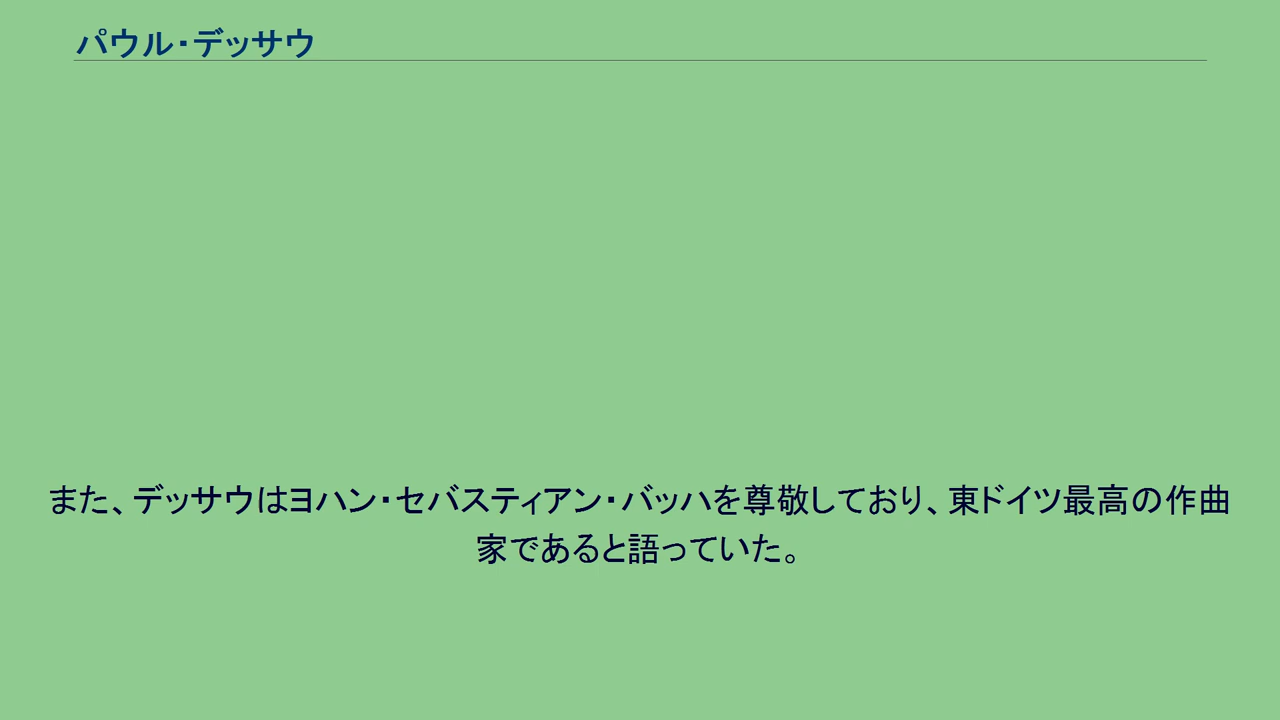 パウル・デッサウ
また、デッサウはヨハン・セバスティアン・バッハを尊敬しており、東ドイツ最高の作曲
家であると語っていた。